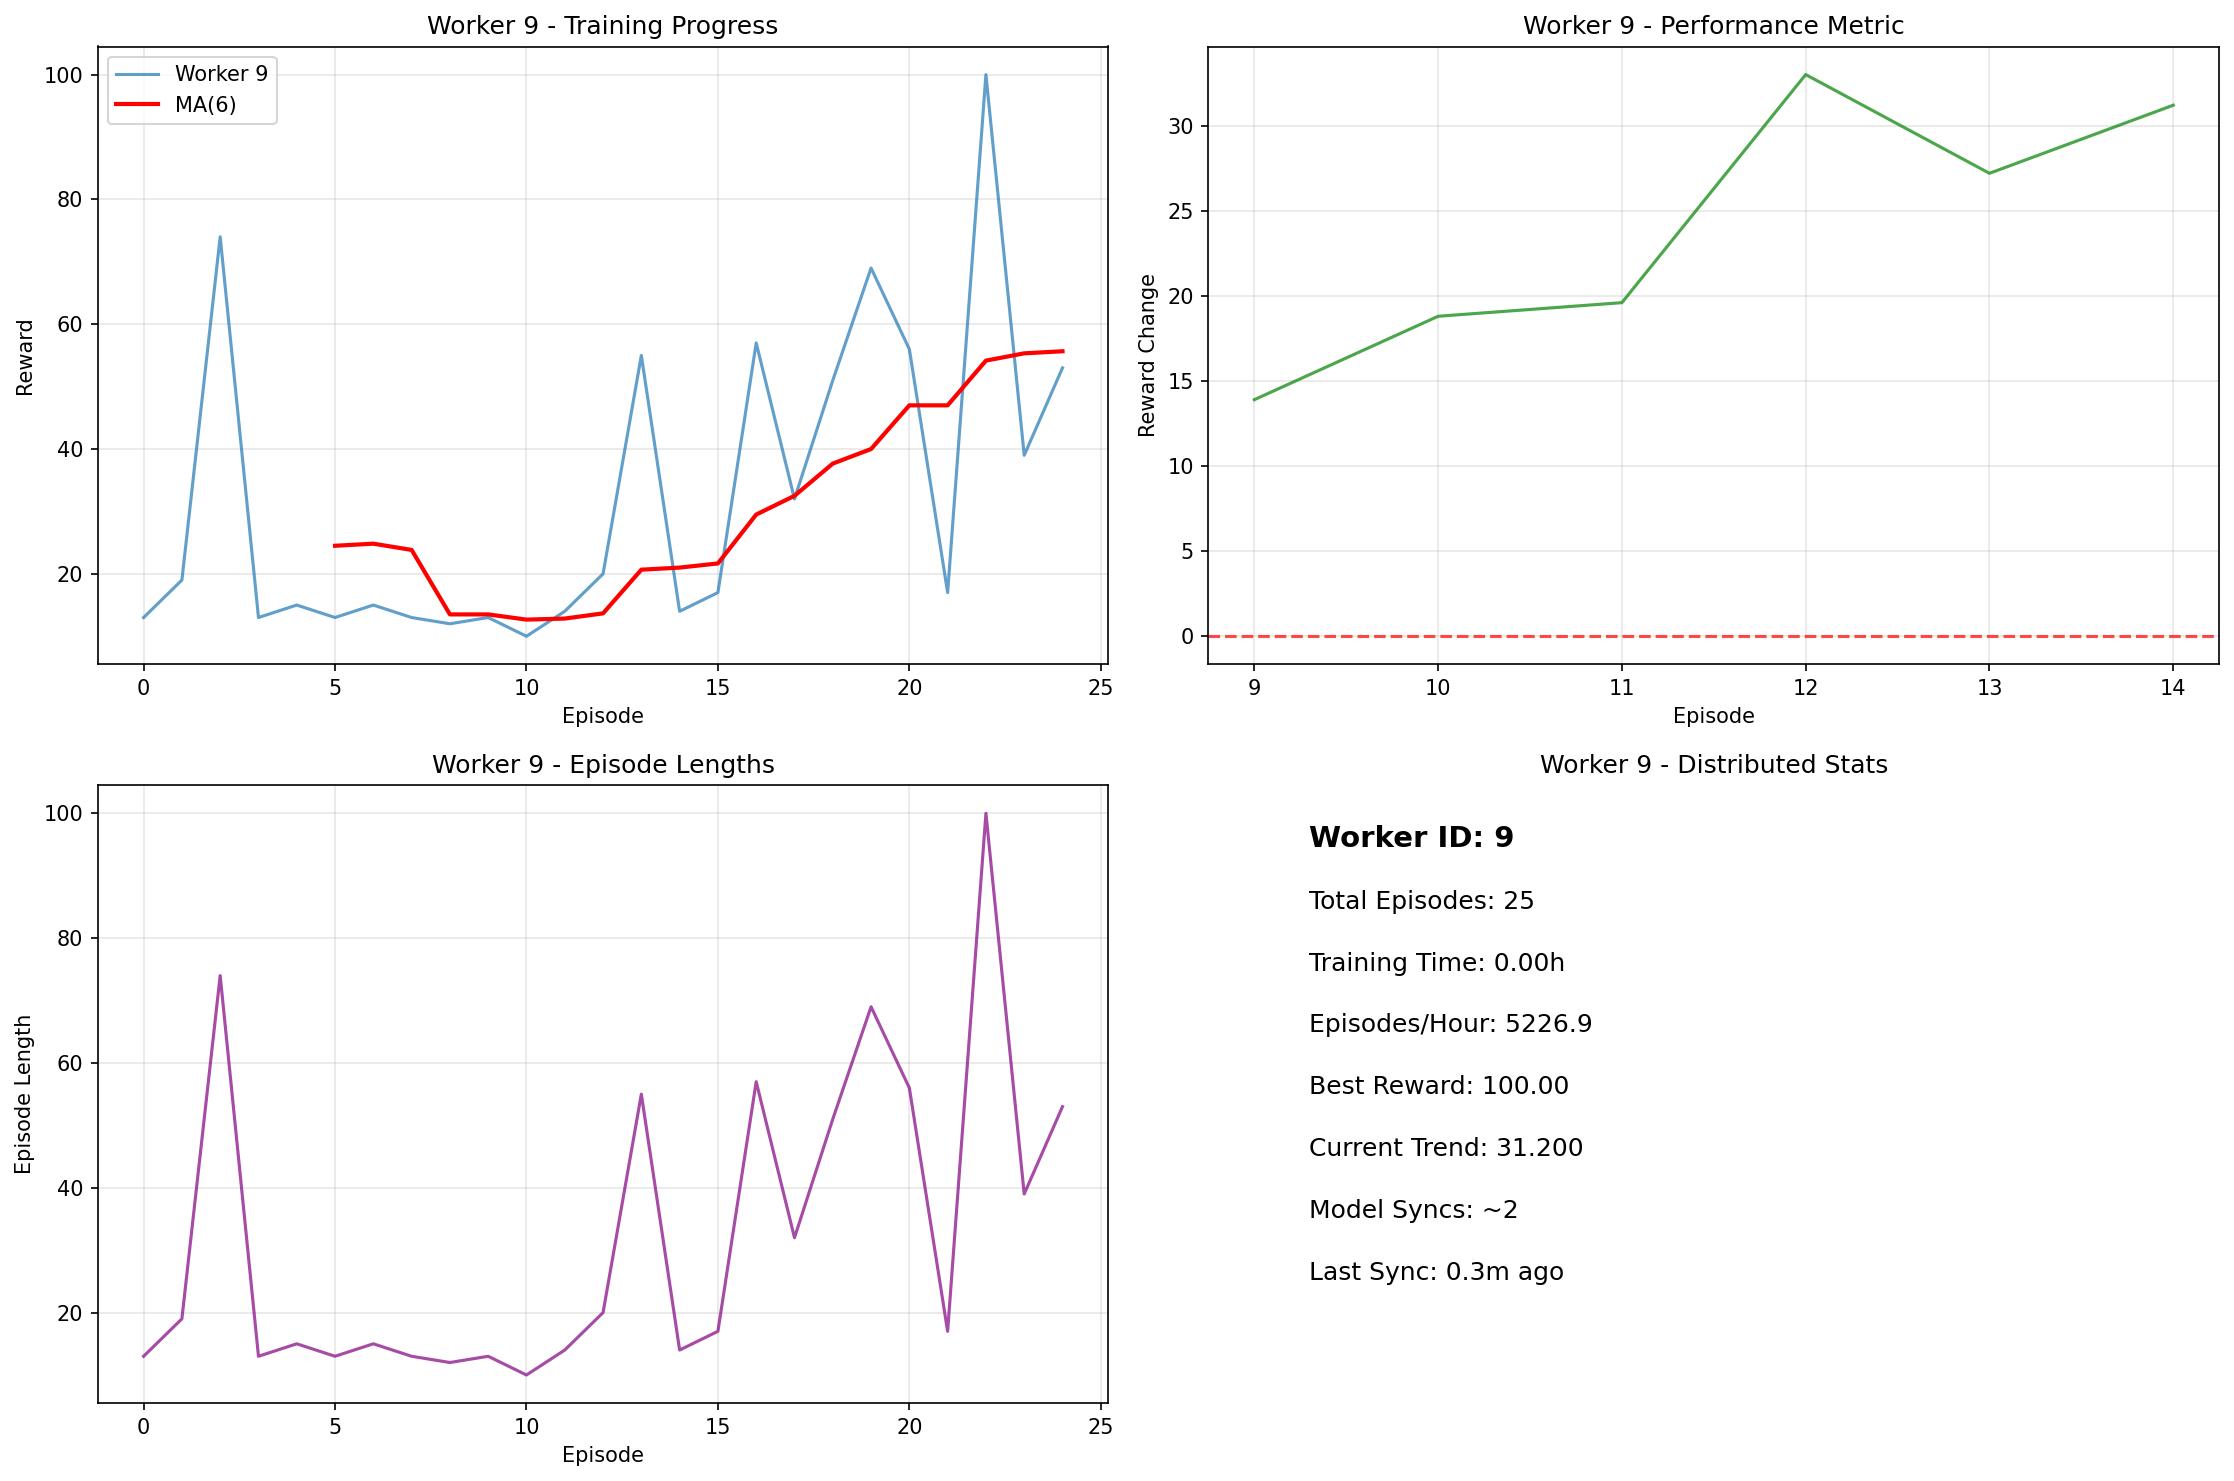 Worker 9 - Training Progress
Worker 9
MA(6)
100
80
60
40
20
Reward
0
5
10
15
20
25
Episode
Worker 9 - Performance Metric
30
25
20
15
10
5
0
Reward Change
9
10
11
12
13
14
Episode
Worker 9 - Episode Lengths
100
80
60
40
20
Episode Length
0
5
10
15
20
25
Episode
Worker 9 - Distributed Stats
Worker ID: 9
Total Episodes: 25
Training Time: 0.00h
Episodes/Hour: 5226.9
Best Reward: 100.00
Current Trend: 31.200
Model Syncs: ~2
Last Sync: 0.3m ago